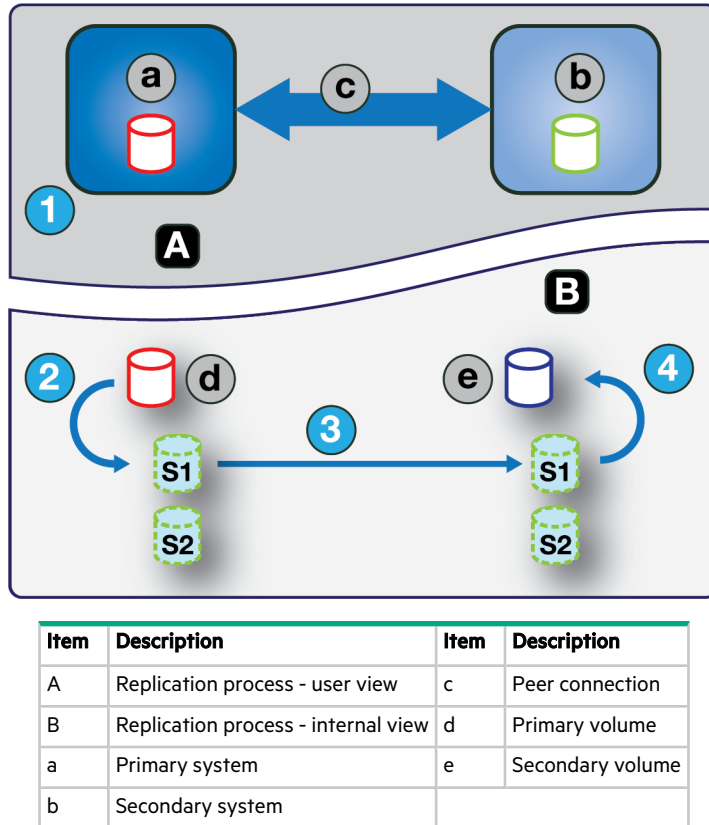 a
c
b
1
A
B
2
d
e
4
3
S1
S1
S2
S2
Item Description Item Description
A Replication process - user view c Peer connection
B Replication process - internal view d Primary volume
a Primary system e Secondary volume
b Secondary system